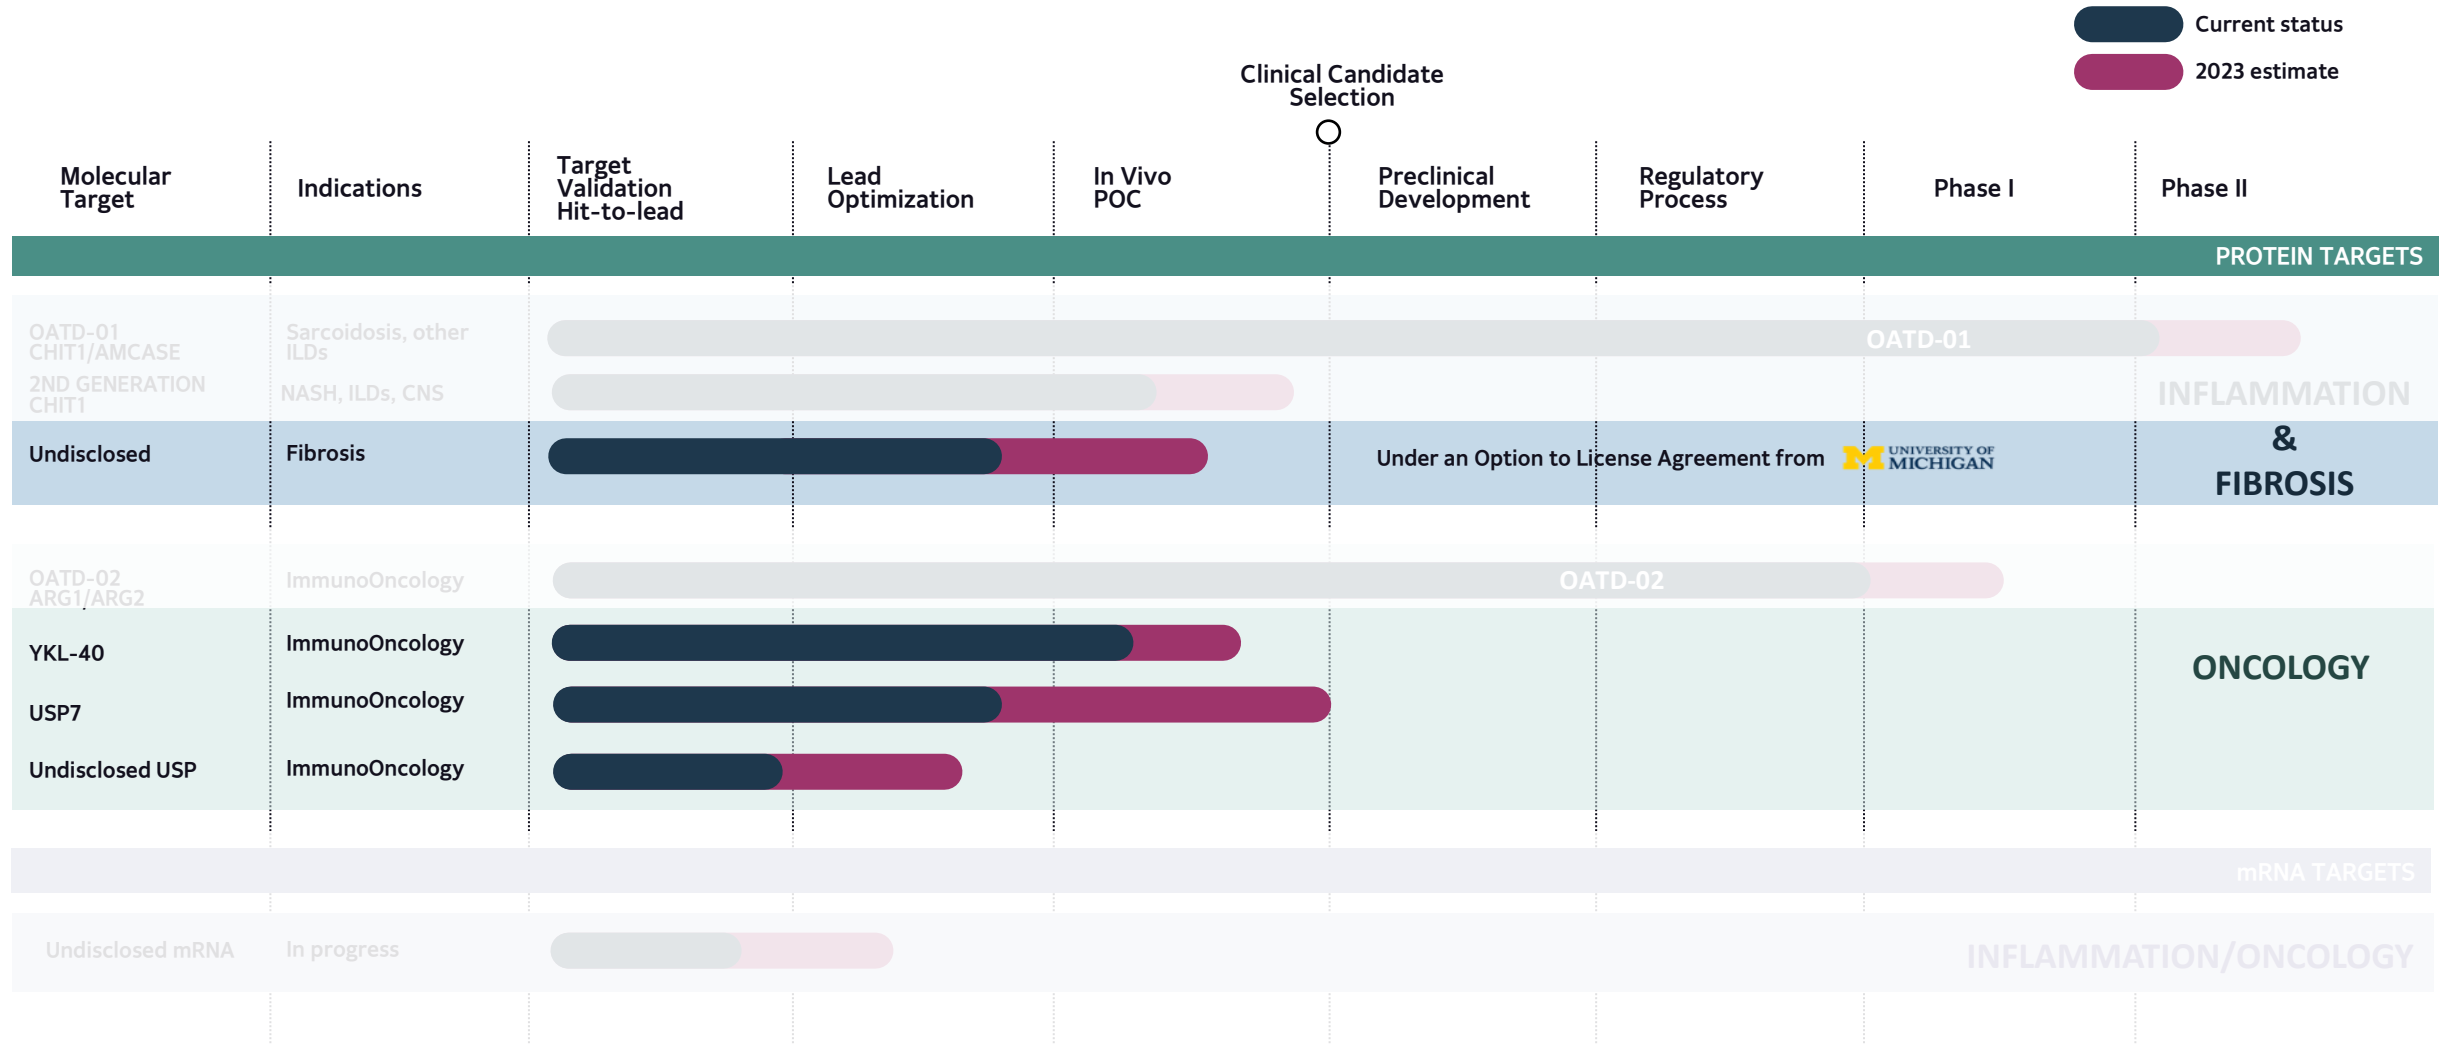 Current status
2023 estimate
Clinical Candidate
Selection
Molecular
Target
Indications
Target
Validation
Hit-to-lead
Lead
Optimization
In Vivo
POC
Preclinical
Development
Regulatory
Process
Phase I
Phase II
PROTEIN TARGETS
OATD-01
CHIT1/AMCASE
Sarcoidosis, other
ILDs
OATD-01
2ND GENERATION
CHIT1
NASH, ILDs, CNS
INFLAMMATION
&
FIBROSIS
Undisclosed
Fibrosis
Under an Option to License Agreement from
M UNIVERSITY OF
MICHIGAN
OATD-02
ARG1/ARG2
ImmunoOncology
OATD-02
YKL-40
ImmunoOncology
ONCOLOGY
USP7
ImmunoOncology
Undisclosed USP
ImmunoOncology
mRNA TARGETS
Undisclosed mRNA
In progress
INFLAMMATION/ONCOLOGY